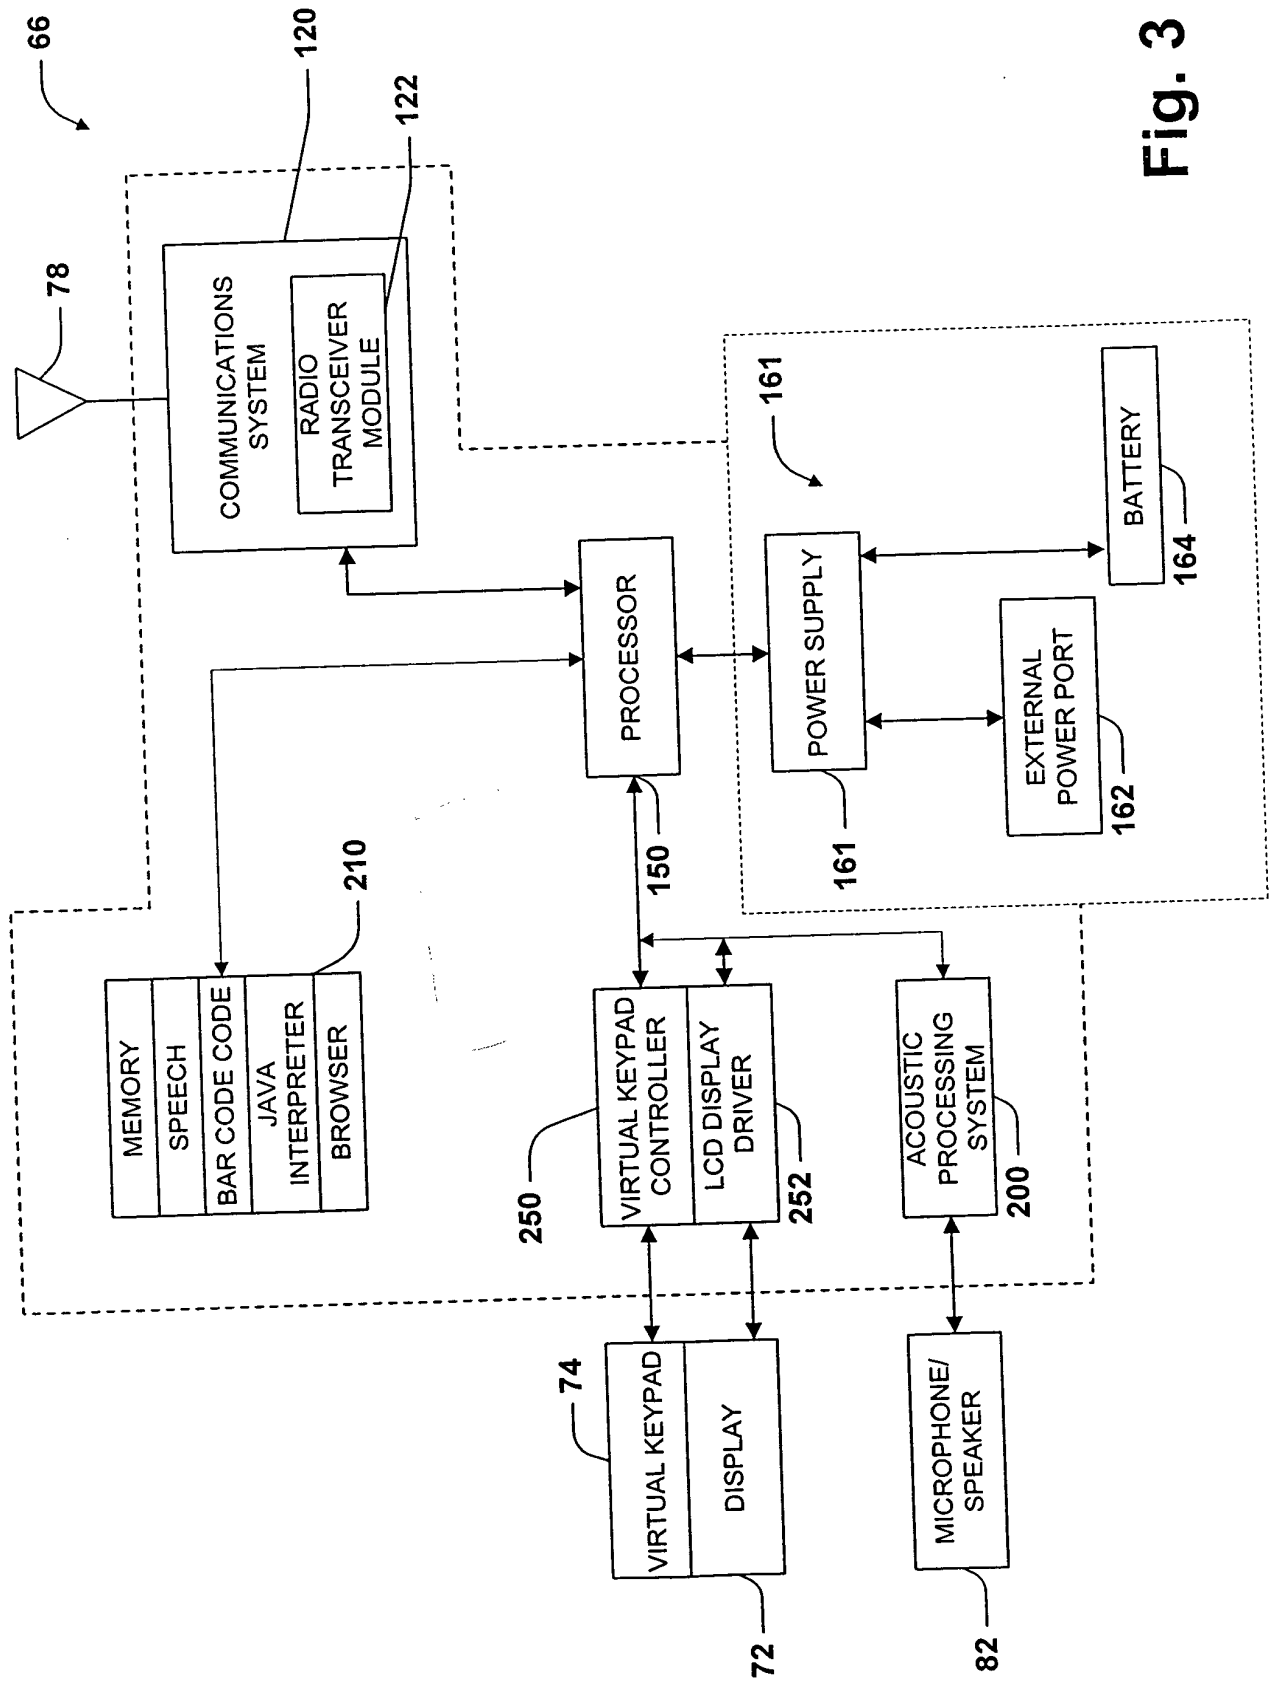 66
78
120
COMMUNICATIONS
SYSTEM
RADIO
TRANSCEIVER
MODULE
122
MEMORY
SPEECH
BAR CODE CODE
JAVA
INTERPRETER
BROWSER
210
PROCESSOR
150
74
VIRTUAL KEYPAD
DISPLAY
72
250
VIRTUAL KEYPAD
CONTROLLER
LCD DISPLAY
DRIVER
252
POWER SUPPLY
161
161
MICROPHONE/
SPEAKER
82
ACOUSTIC
PROCESSING
SYSTEM
200
EXTERNAL
POWER PORT
162
BATTERY
164
Fig. 3